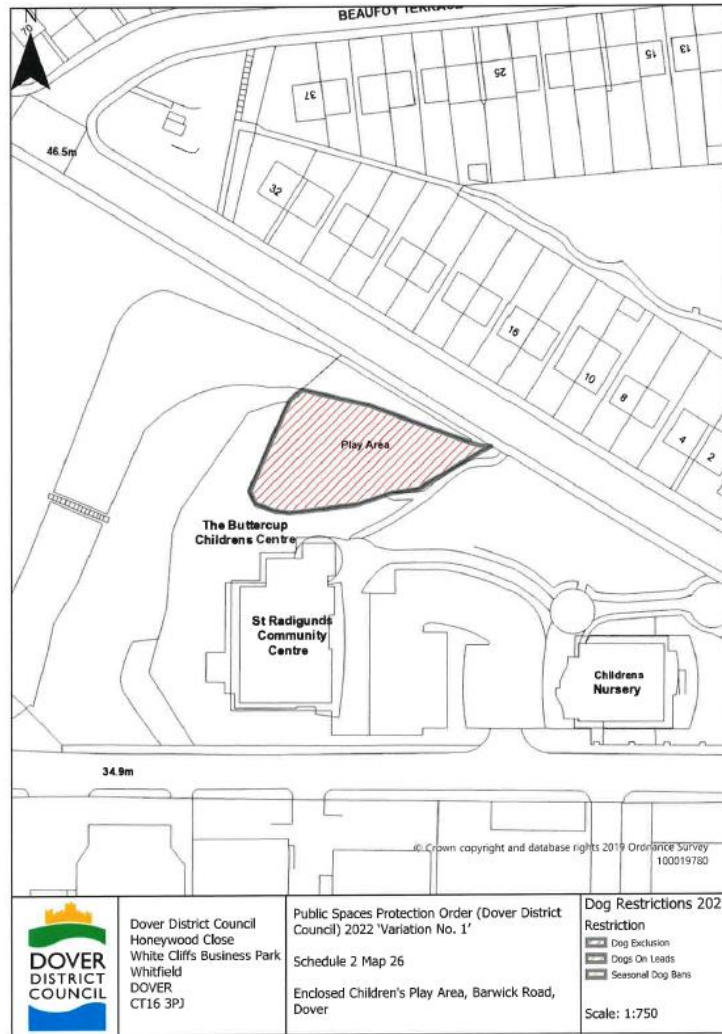 BEAUFOY TERRACE
N
70
15
13
25
37
46.5m
32
16
10
8
4
2
Play Area
The Buttercup
Childrens Centre
St Radigunds
Community
Centre
Childrens
Nursery
34.9m
© Crown copyright and database rights 2019 Ordnance Survey
100019780
DOVER
DISTRICT
COUNCIL
Dover District Council
Honeywood Close
White Cliffs Business Park
Whitfield
DOVER
CT16 3PJ
Public Spaces Protection Order (Dover District
Council) 2022 'Variation No. 1'
Schedule 2 Map 26
Enclosed Children's Play Area, Barwick Road,
Dover
Dog Restrictions 202
Restriction
Dog Exclusion
Dogs On Leads
Seasonal Dog Bans
Scale: 1:750